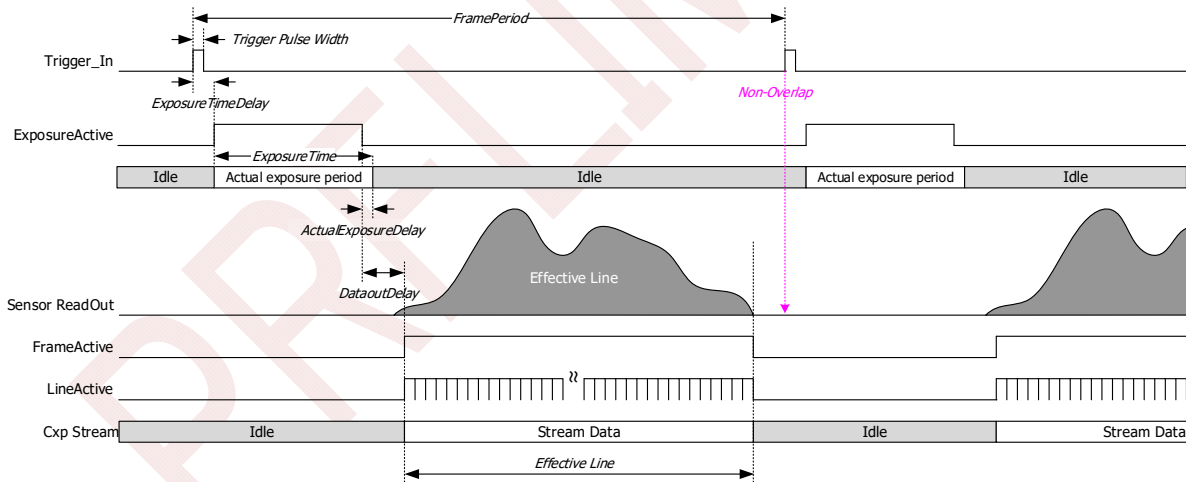 FramePeriod
Trigger Pulse Width
Trigger_In
ExposureTimeDelay
Non-Overlap
ExposureActive
ExposureTime
Idle
Actual exposure period
Idle
Actual exposure period
Idle
ActualExposureDelay
Effective Line
DataoutDelay
Sensor ReadOut
FrameActive
LineActive
Cxp Stream
Idle
Stream Data
Idle
Stream Data
Effective Line